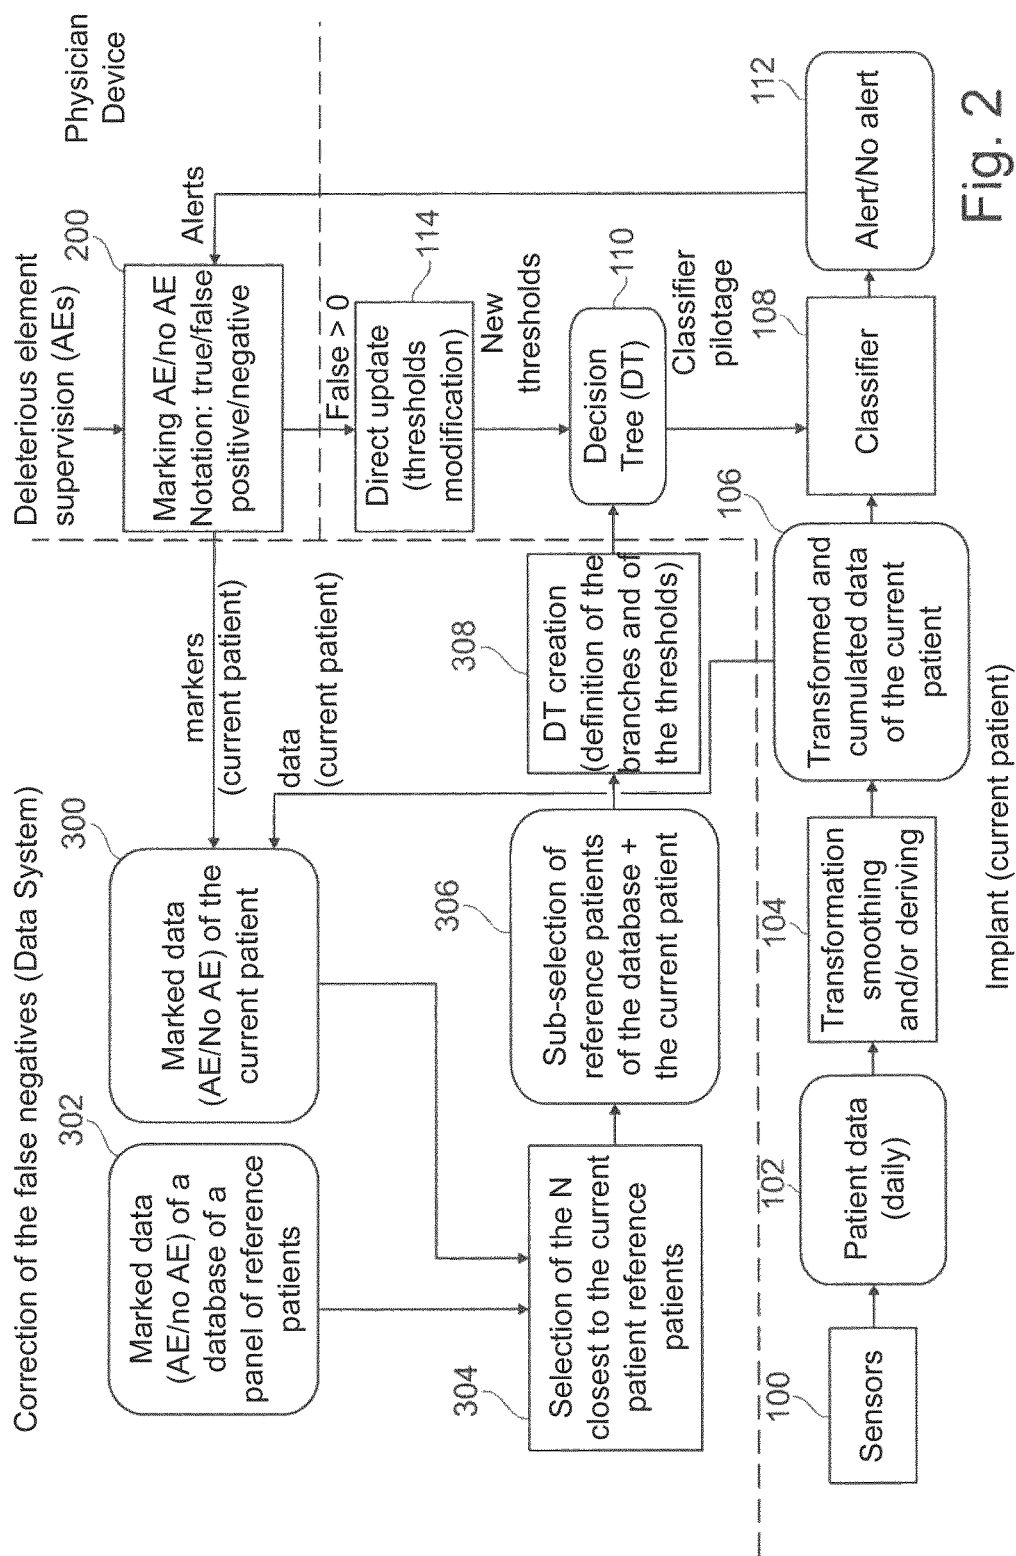 Correction of the false negatives (Data System)
Deleterious element
supervision (AEs)
Physician
Device
302
Marked data
(AE/no AE) of a
database of a
panel of reference
patients
300
Marked data
(AE/No AE) of the
current patient
markers
(current patient)
data
(current patient)
200
Marking AE/no AE
Notation: true/false
positive/negative
Alerts
False > 0
114
Direct update
(thresholds
modification)
New
thresholds
304
Selection of the N
closest to the current
patient reference
patients
306
Sub-selection of
reference patients
of the database +
the current patient
308
DT creation
(definition of the
branches and of
the thresholds)
110
Decision
Tree (DT)
Classifier
pilotage
100
Sensors
102
Patient data
(daily)
104
Transformation
smoothing
and/or deriving
106
Transformed and
cumulated data
of the current
patient
108
Classifier
112
Alert/No alert
Implant (current patient)
Fig. 2